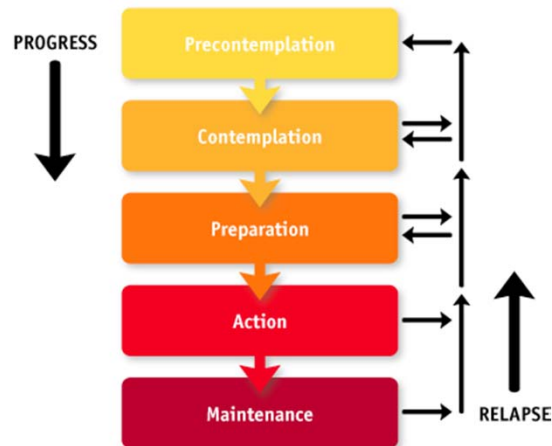 Precontemplation
PROGRESS
Contemplation
Preparation
Action
Maintenance
RELAPSE